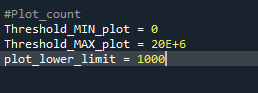 #Plot_count
Threshold_MIN_plot = 0
Threshold_MAX_plot = 20E+6
plot_lower_limit = 1000